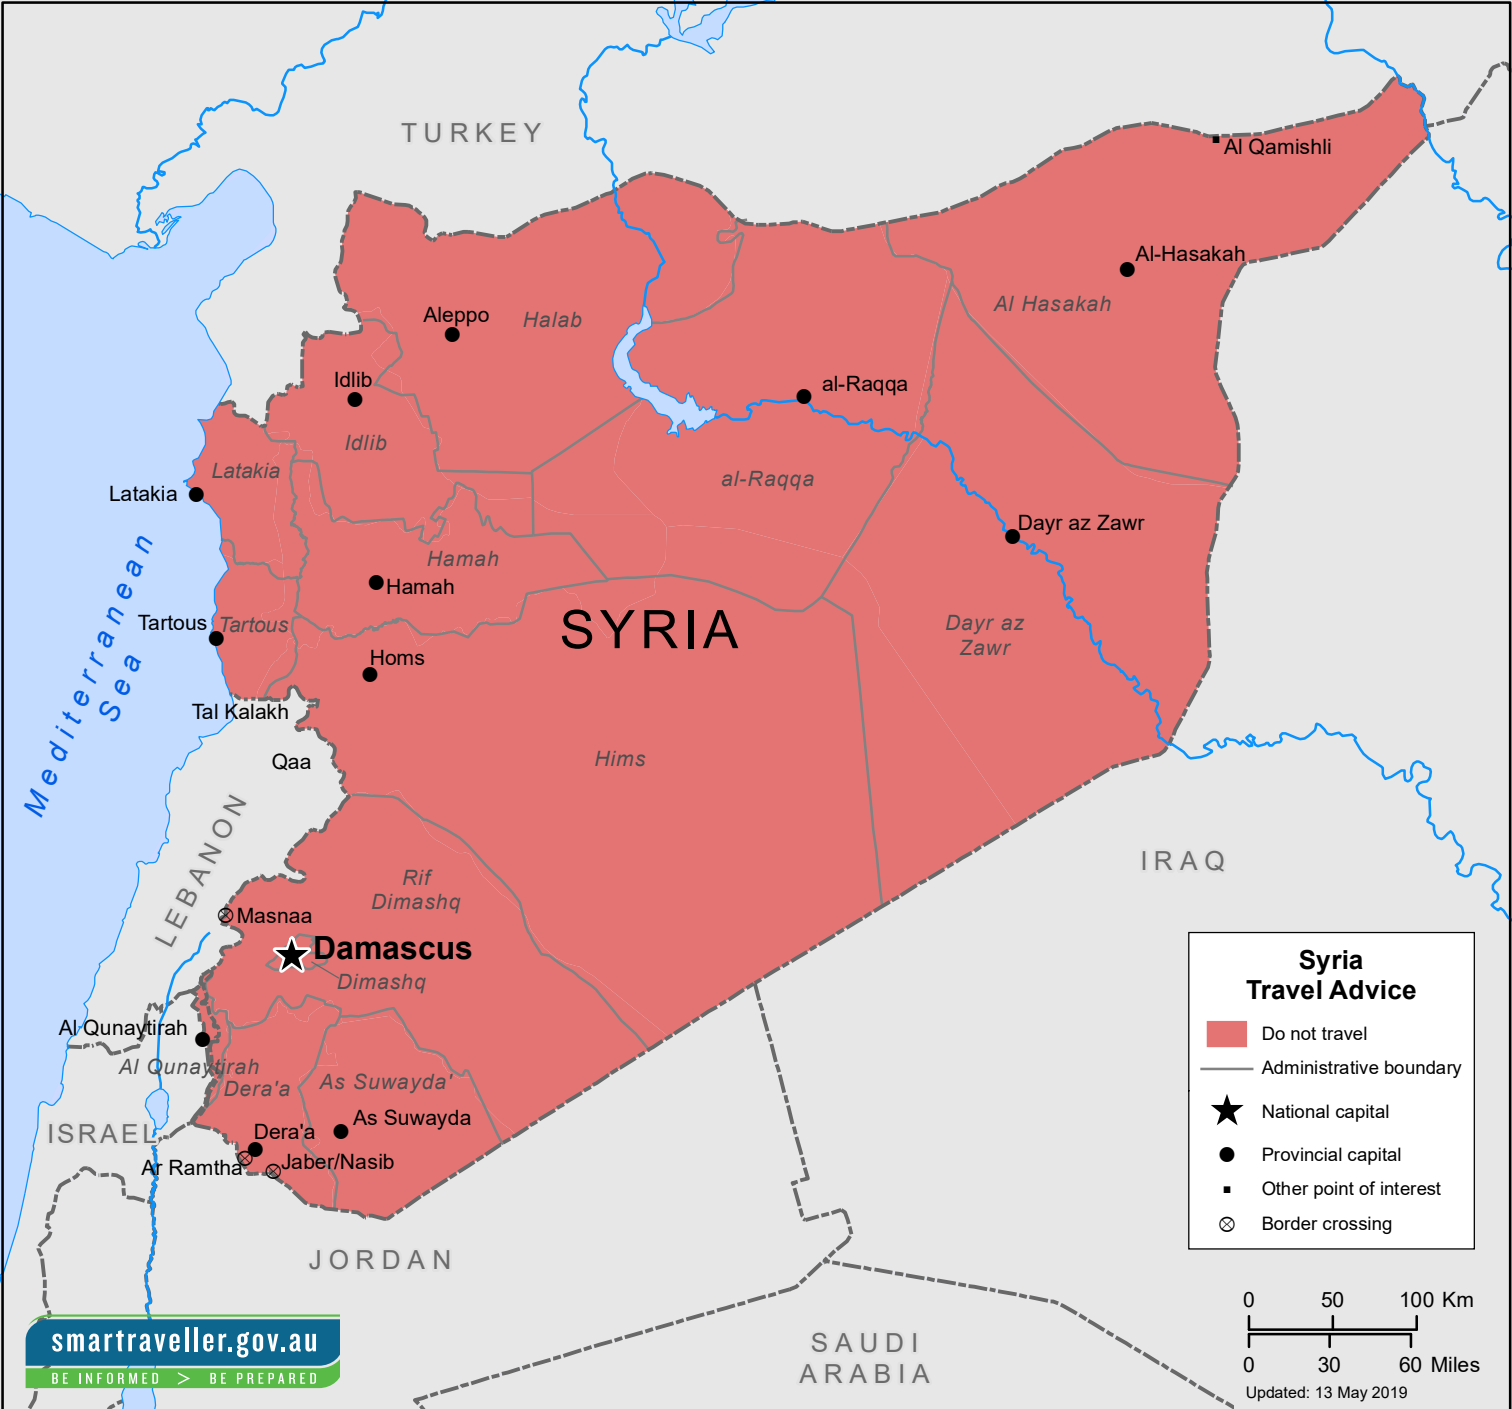 TURKEY
Al Qamishli
Al-Hasakah
Al Hasakah
Aleppo
Halab
Idlib
al-Raqqa
Idlib
Latakia
al-Raqqa
Latakia
Dayr az Zawr
Hamah
Hamah
Mediterranean
Sea
Tartous
Tartous
SYRIA
Dayr az
Zawr
Homs
Tal Kalakh
Qaa
Hims
LEBANON
IRAQ
Rif
Dimashq
Masnaa
Damascus
Dimashq
Al Qunaytirah
Al Qunaytirah
Dera'a
As Suwayda'
As Suwayda
ISRAEL
Dera'a
Ar Ramtha
Jaber/Nasib
JORDAN
SAUDI
ARABIA
Syria
Travel Advice
Do not travel
Administrative boundary
National capital
Provincial capital
Other point of interest
Border crossing
0 50 100 Km
0 30 60 Miles
Updated: 13 May 2019
smartraveller.gov.au
BE INFORMED > BE PREPARED